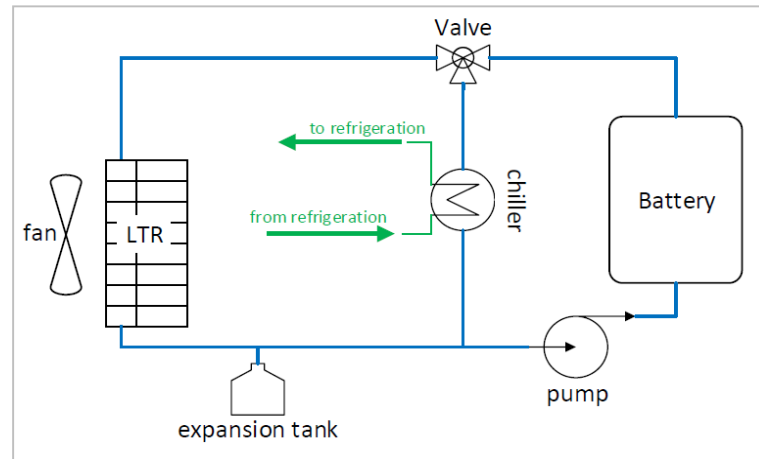 Valve
to refrigeration
chiller
from refrigeration
Battery
fan
LTR
pump
expansion tank